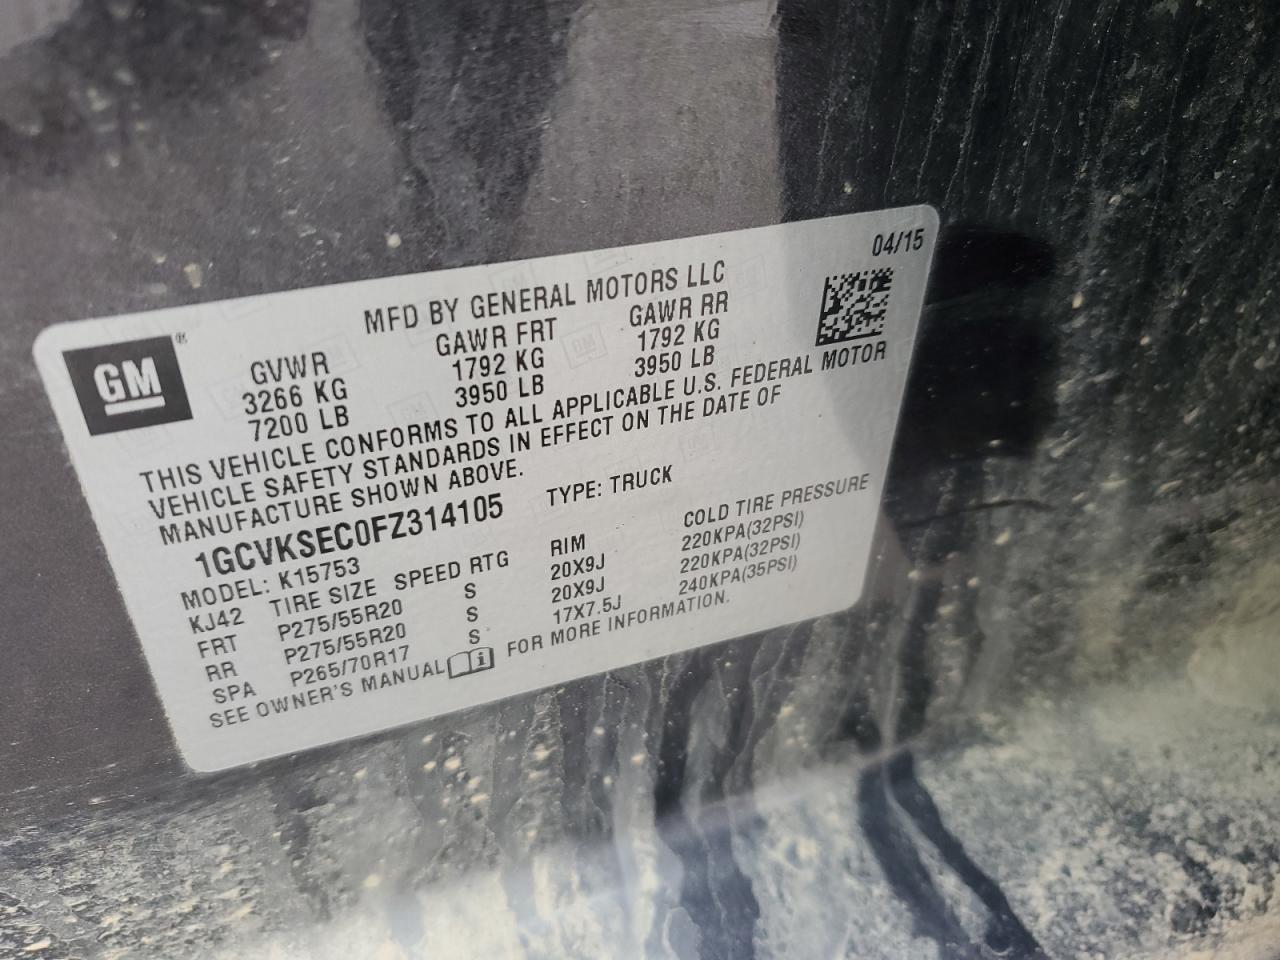 GM®
04/15
MFD BY GENERAL MOTORS LLC
GVWR GAWR FRT GAWR RR
3266 KG 1792 KG 1792 KG
7200 LB 3950 LB 3950 LB
THIS VEHICLE CONFORMS TO ALL APPLICABLE U.S. FEDERAL MOTOR
VEHICLE SAFETY STANDARDS IN EFFECT ON THE DATE OF
MANUFACTURE SHOWN ABOVE.
1GCVKSEC0FZ314105 TYPE: TRUCK
MODEL: K15753
KJ42 TIRE SIZE SPEED RTG RIM COLD TIRE PRESSURE
FRT P275/55R20 S 20X9J 220KPA(32PSI)
RR P275/55R20 S 20X9J 220KPA(32PSI)
SPA P265/70R17 S 17X7.5J 240KPA(35PSI)
SEE OWNER'S MANUAL FOR MORE INFORMATION.